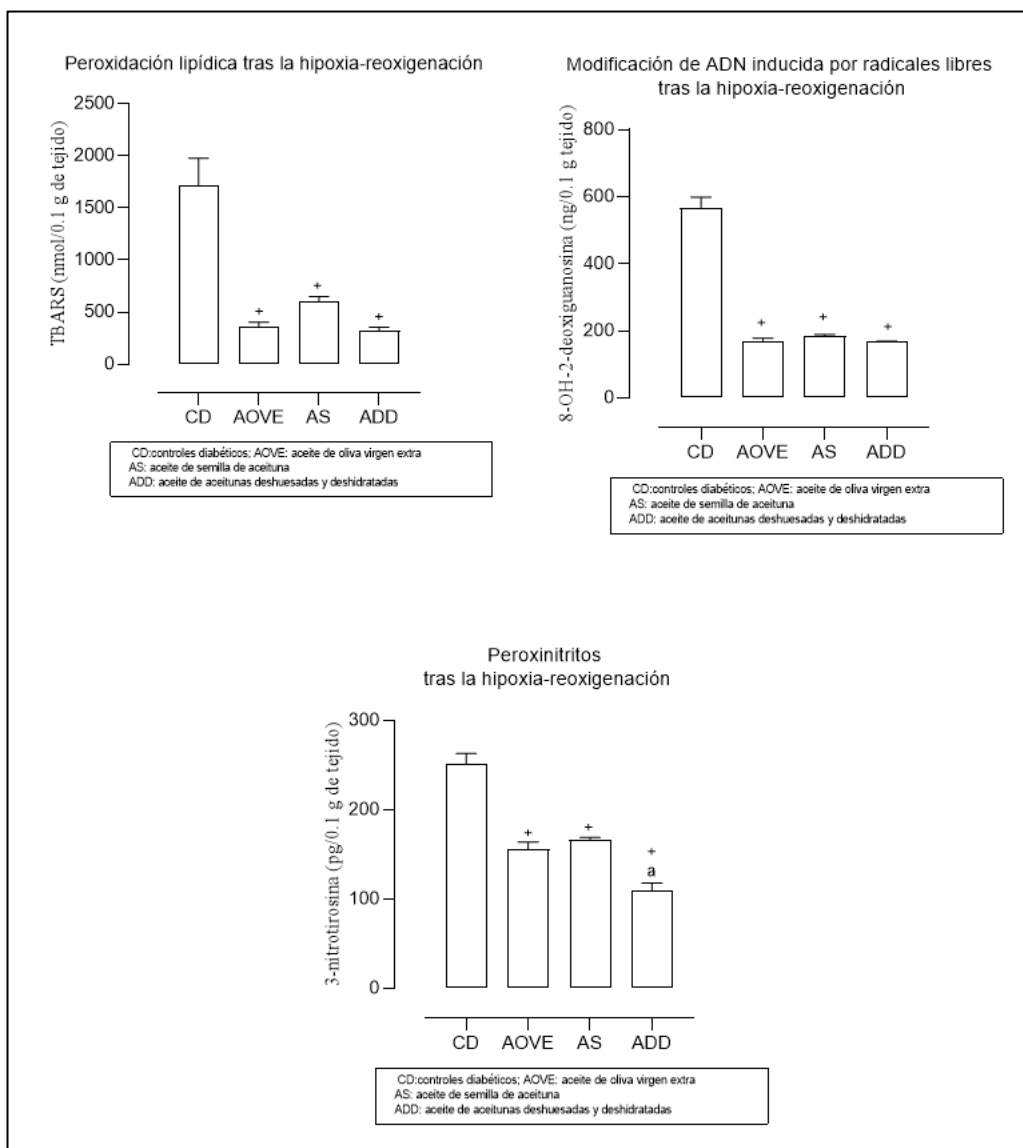 Peroxidación lipídica tras la hipoxia-reoxigenación
TBARS (nmol/0.1 g de tejido)
2500
2000
1500
1000
500
0
+
+
+
CD AOVE AS ADD
CD:controles diabéticos; AOVE: aceite de oliva virgen extra
AS: aceite de semilla de aceituna
ADD: aceite de aceitunas deshuesadas y deshidratadas
Modificación de ADN inducida por radicales libres
tras la hipoxia-reoxigenación
8-OH-2-deoxiguanosina (ng/0.1 g tejido)
800
600
400
200
0
+
+
+
CD AOVE AS ADD
CD:controles diabéticos; AOVE: aceite de oliva virgen extra
AS: aceite de semilla de aceituna
ADD: aceite de aceitunas deshuesadas y deshidratadas
Peroxinitritos
tras la hipoxia-reoxigenación
3-nitrotirosina (pg/0.1 g de tejido)
300
200
100
0
+
+
+
a
CD AOVE AS ADD
CD:controles diabéticos; AOVE: aceite de oliva virgen extra
AS: aceite de semilla de aceituna
ADD: aceite de aceitunas deshuesadas y deshidratadas